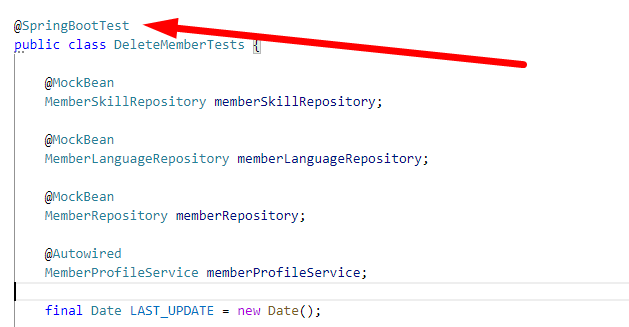 @SpringBootTest
public class DeleteMemberTests {
@MockBean
MemberSkillRepository memberSkillRepository;
@MockBean
MemberLanguageRepository memberLanguageRepository;
@MockBean
MemberRepository memberRepository;
@Autowired
MemberProfileService memberProfileService;
final Date LAST_UPDATE = new Date();